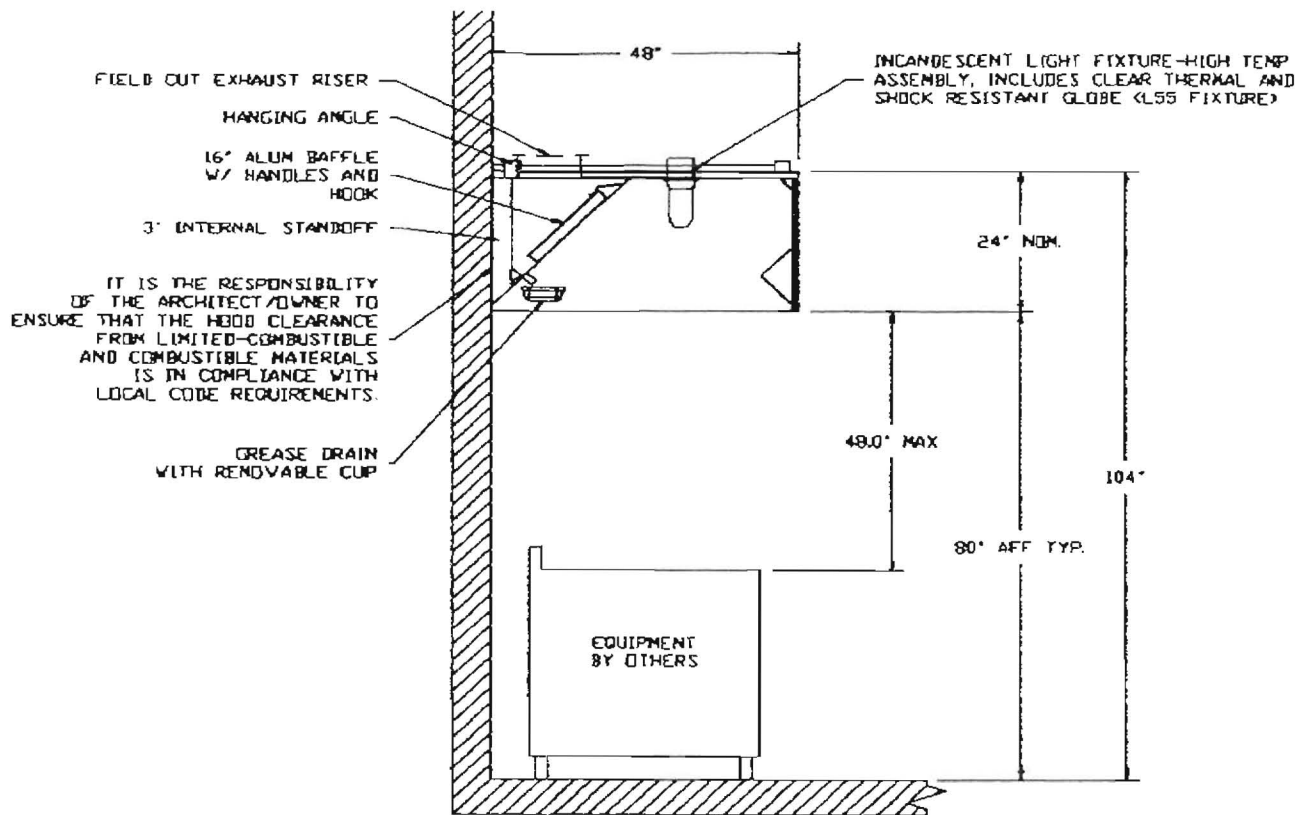 48"
FIELD CUT EXHAUST RISER
HANGING ANGLE
16" ALUM BAFFLE
W/ HANDLES AND
HOOK
3" INTERNAL STANDOFF
IT IS THE RESPONSIBILITY
OF THE ARCHITECT/OWNER TO
ENSURE THAT THE HOOD CLEARANCE
FROM LIMITED-COMBUSTIBLE
AND COMBUSTIBLE MATERIALS
IS IN COMPLIANCE WITH
LOCAL CODE REQUIREMENTS.
GREASE DRAIN
WITH REMOVABLE CUP
INCANDESCENT LIGHT FIXTURE-HIGH TEMP
ASSEMBLY, INCLUDES CLEAR THERMAL AND
SHOCK RESISTANT GLOBE (L55 FIXTURE)
24" NOM.
48.0" MAX
104"
80" AFF TYP.
EQUIPMENT
BY OTHERS